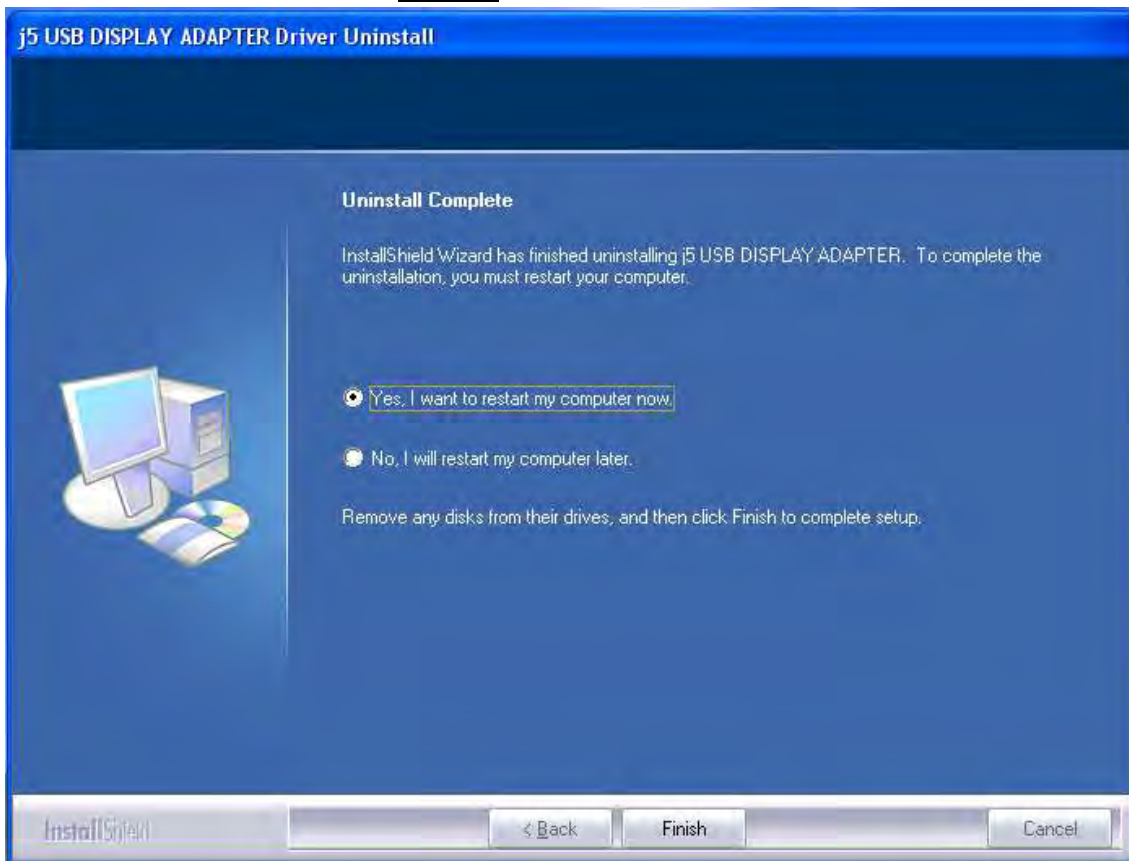 j5 USB DISPLAY ADAPTER Driver Uninstall
Uninstall Complete
InstallShield Wizard has finished uninstalling j5 USB DISPLAY ADAPTER. To complete the
uninstallation, you must restart your computer.
Yes, I want to restart my computer now.
No, I will restart my computer later.
Remove any disks from their drives, and then click Finish to complete setup.
InstallShield
< Back
Finish
Cancel